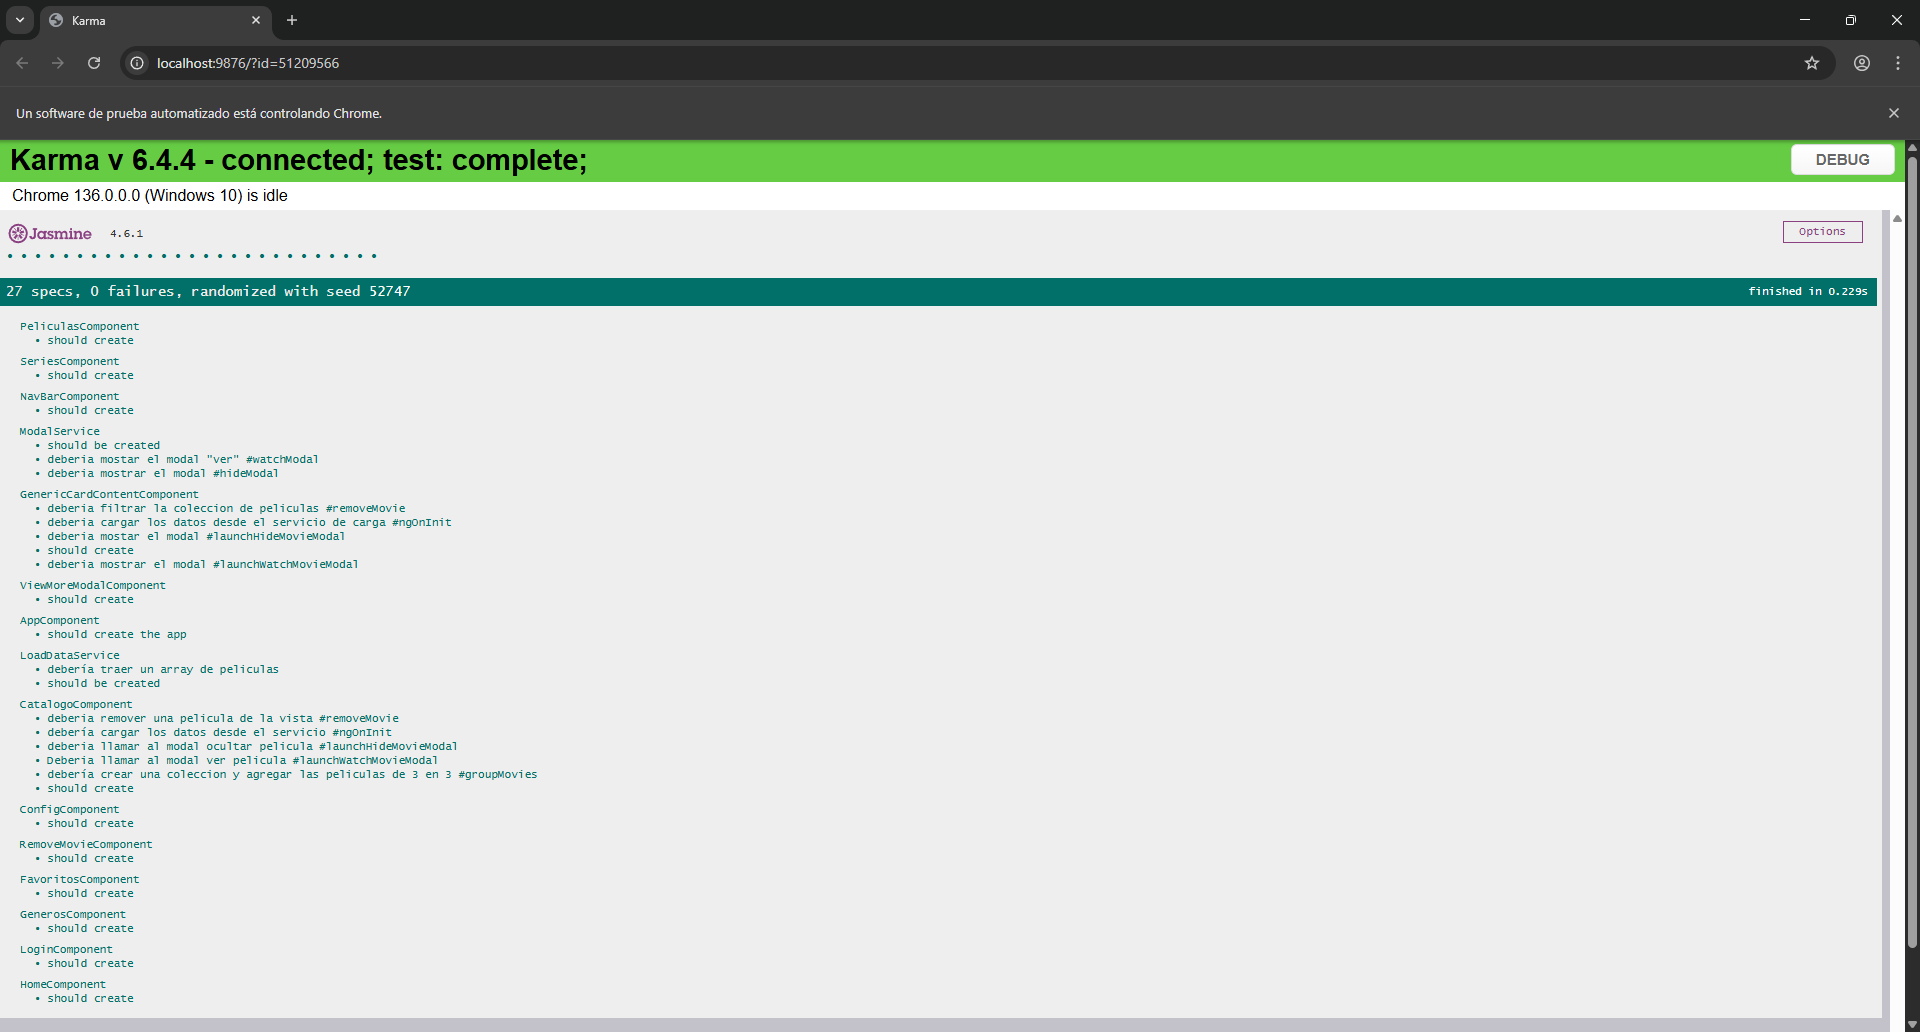 Karma
localhost:9876/?id=51209566
Un software de prueba automatizado está controlando Chrome.
Karma v 6.4.4 - connected; test: complete;
DEBUG
Chrome 136.0.0.0 (Windows 10) is idle
Jasmine 4.6.1
Options
• • • • • • • • • • • • • • • • • • • • • • • • • • •
27 specs, 0 failures, randomized with seed 52747
finished in 0.229s
PeliculasComponent
• should create
SeriesComponent
• should create
NavBarComponent
• should create
ModalService
• should be created
• deberia mostar el modal "ver" #watchModal
• deberia mostrar el modal #hideModal
GenericCardContentComponent
• deberia filtrar la coleccion de peliculas #removeMovie
• deberia cargar los datos desde el servicio de carga #ngOnInit
• deberia mostar el modal #launchHideMovieModal
• should create
• deberia mostrar el modal #launchWatchMovieModal
ViewMoreModalComponent
• should create
AppComponent
• should create the app
LoadDataService
• debería traer un array de peliculas
• should be created
CatalogoComponent
• deberia remover una pelicula de la vista #removeMovie
• debería cargar los datos desde el servicio #ngOnInit
• deberia llamar al modal ocultar pelicula #launchHideMovieModal
• Deberia llamar al modal ver pelicula #launchWatchMovieModal
• debería crear una coleccion y agregar las peliculas de 3 en 3 #groupMovies
• should create
ConfigComponent
• should create
RemoveMovieComponent
• should create
FavoritosComponent
• should create
GenerosComponent
• should create
LoginComponent
• should create
HomeComponent
• should create